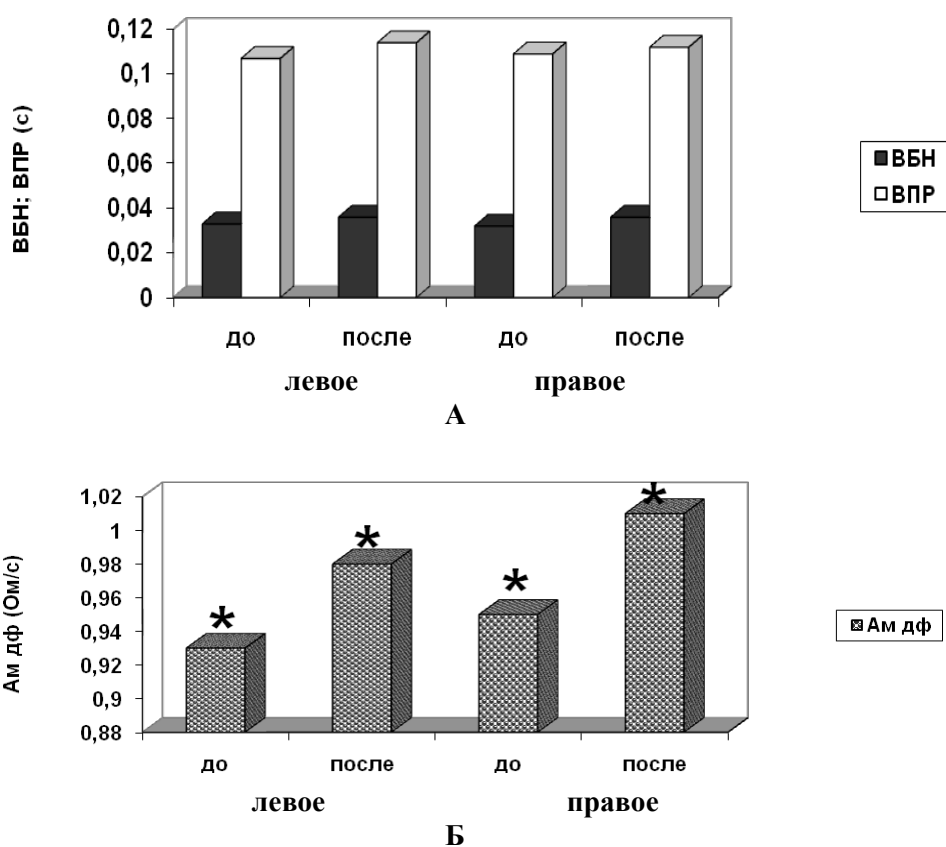 ВБН; ВПР (с)
0,12
0,1
0,08
0,06
0,04
0,02
0
до после до после
левое правое
А
ВБН
ВПР
Ам дф (Ом/с)
1,02
1
0,98
0,96
0,94
0,92
0,9
0,88
* * * *
до после до после
левое правое
Б
Ам дф